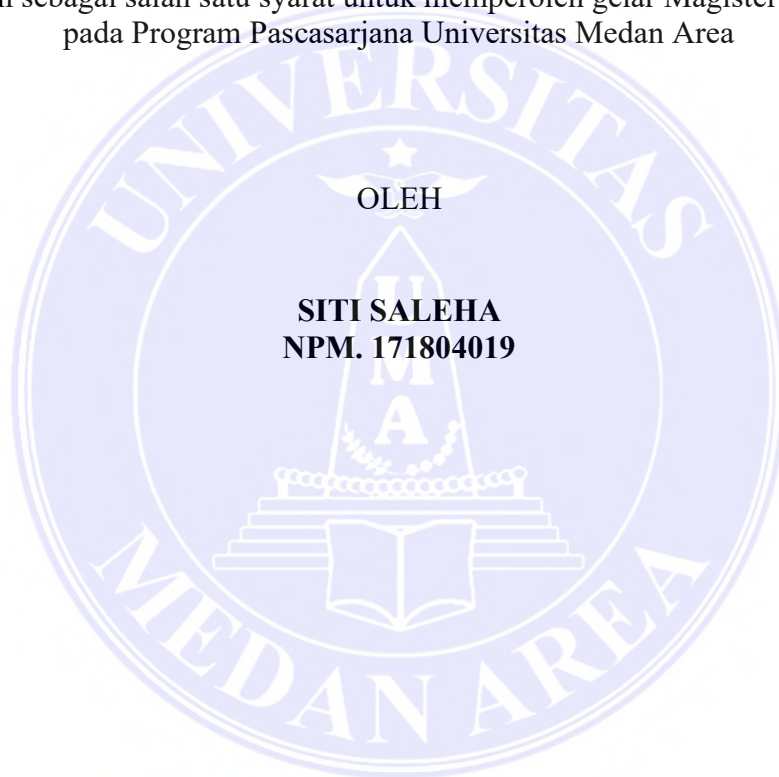 sebagai salah satu syarat untuk memperoleh gelar Magister
pada Program Pascasarjana Universitas Medan Area
UNIVERSITAS
OLEH
SITI SALEHA
NPM. 171804019
U
M
A
MEDAN AREA